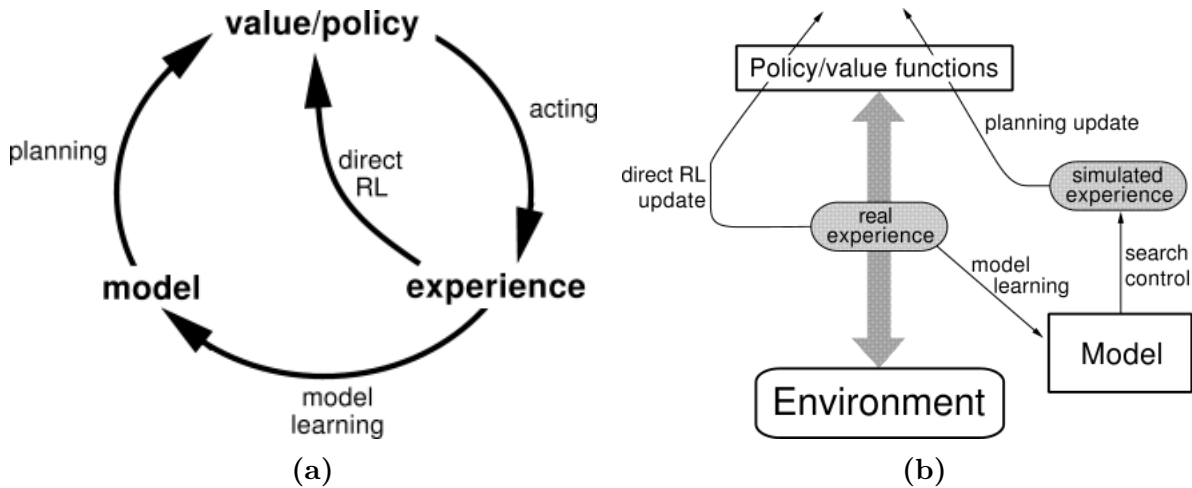 value/policy
acting
planning
direct
RL
model
experience
model
learning
(a)
Policy/value functions
planning update
direct RL
update
simulated
experience
real
experience
model
learning
search
control
Model
Environment
(b)